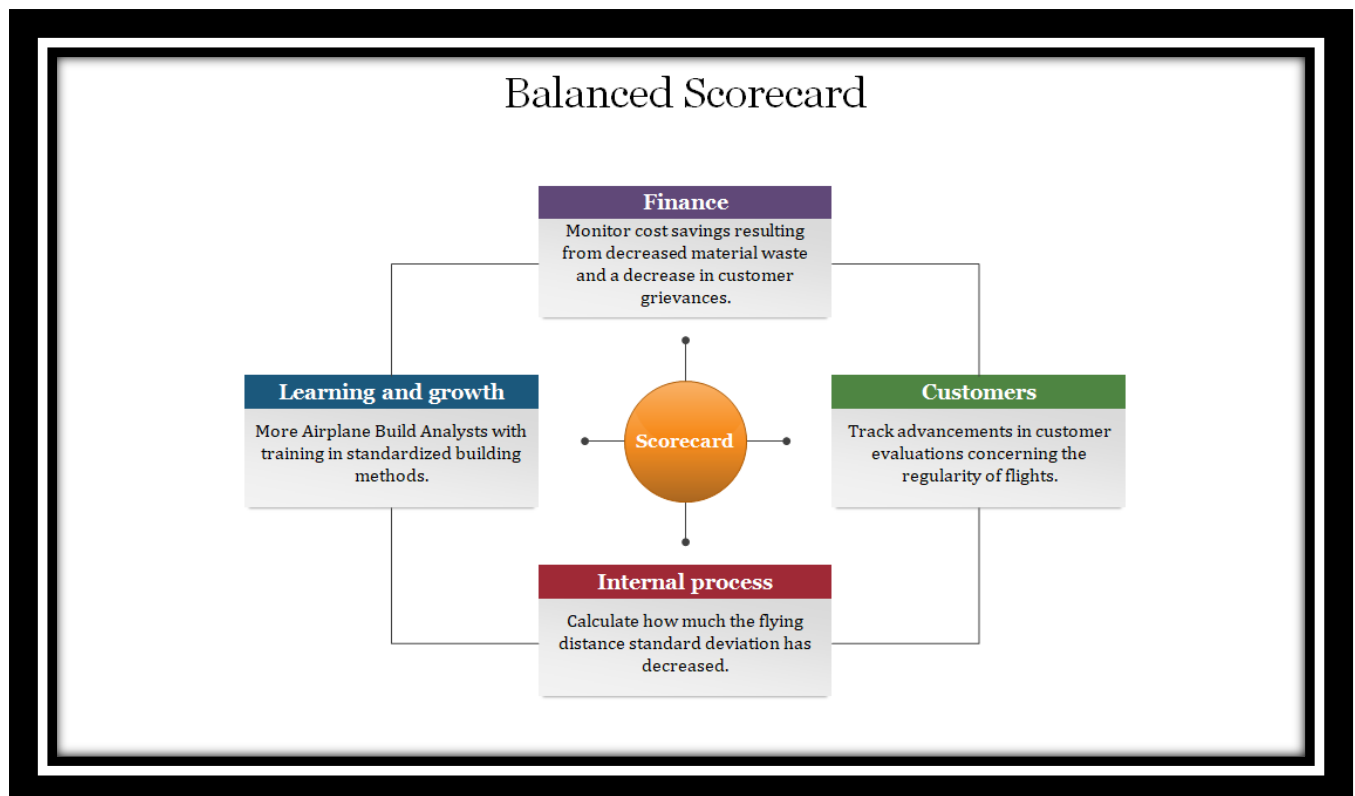 Balanced Scorecard
Finance
Monitor cost savings resulting
from decreased material waste
and a decrease in customer
grievances.
Learning and growth
More Airplane Build Analysts with
training in standardized building
methods.
Scorecard
Customers
Track advancements in customer
evaluations concerning the
regularity of flights.
Internal process
Calculate how much the flying
distance standard deviation has
decreased.